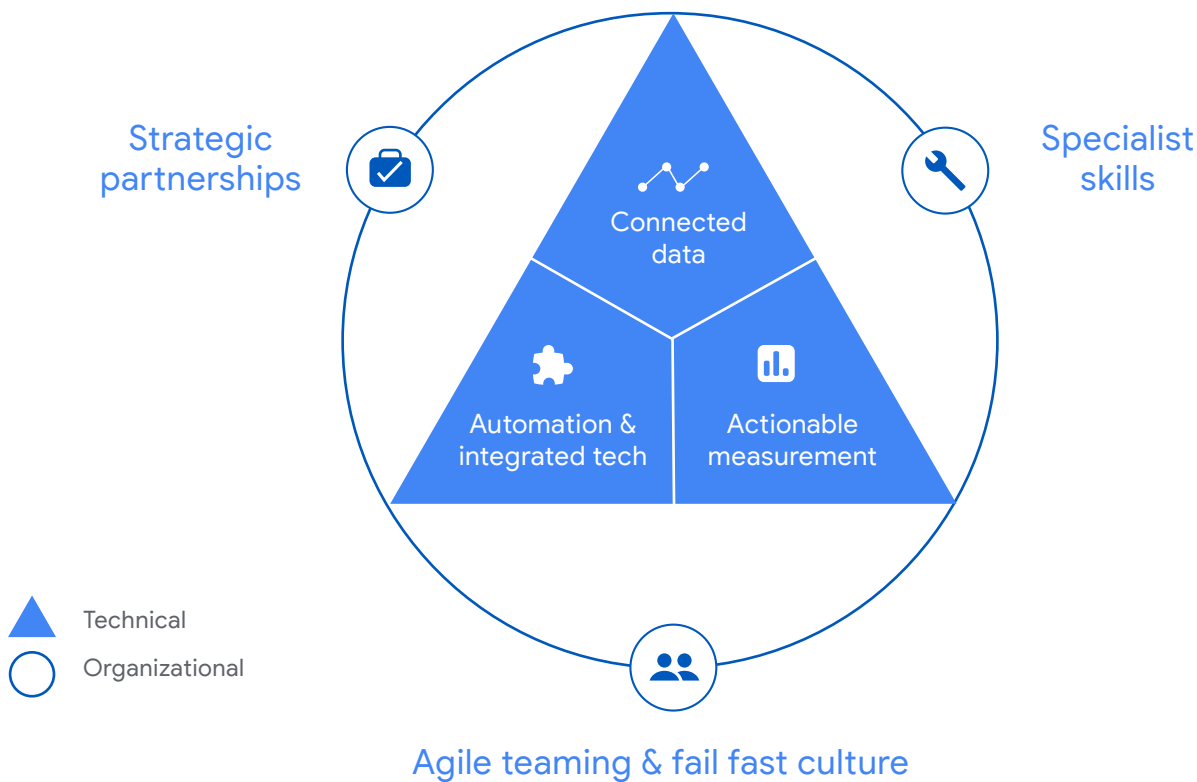 Strategic
partnerships
Specialist
skills
Connected
data
Automation &
integrated tech
Actionable
measurement
Technical
Organizational
Agile teaming & fail fast culture